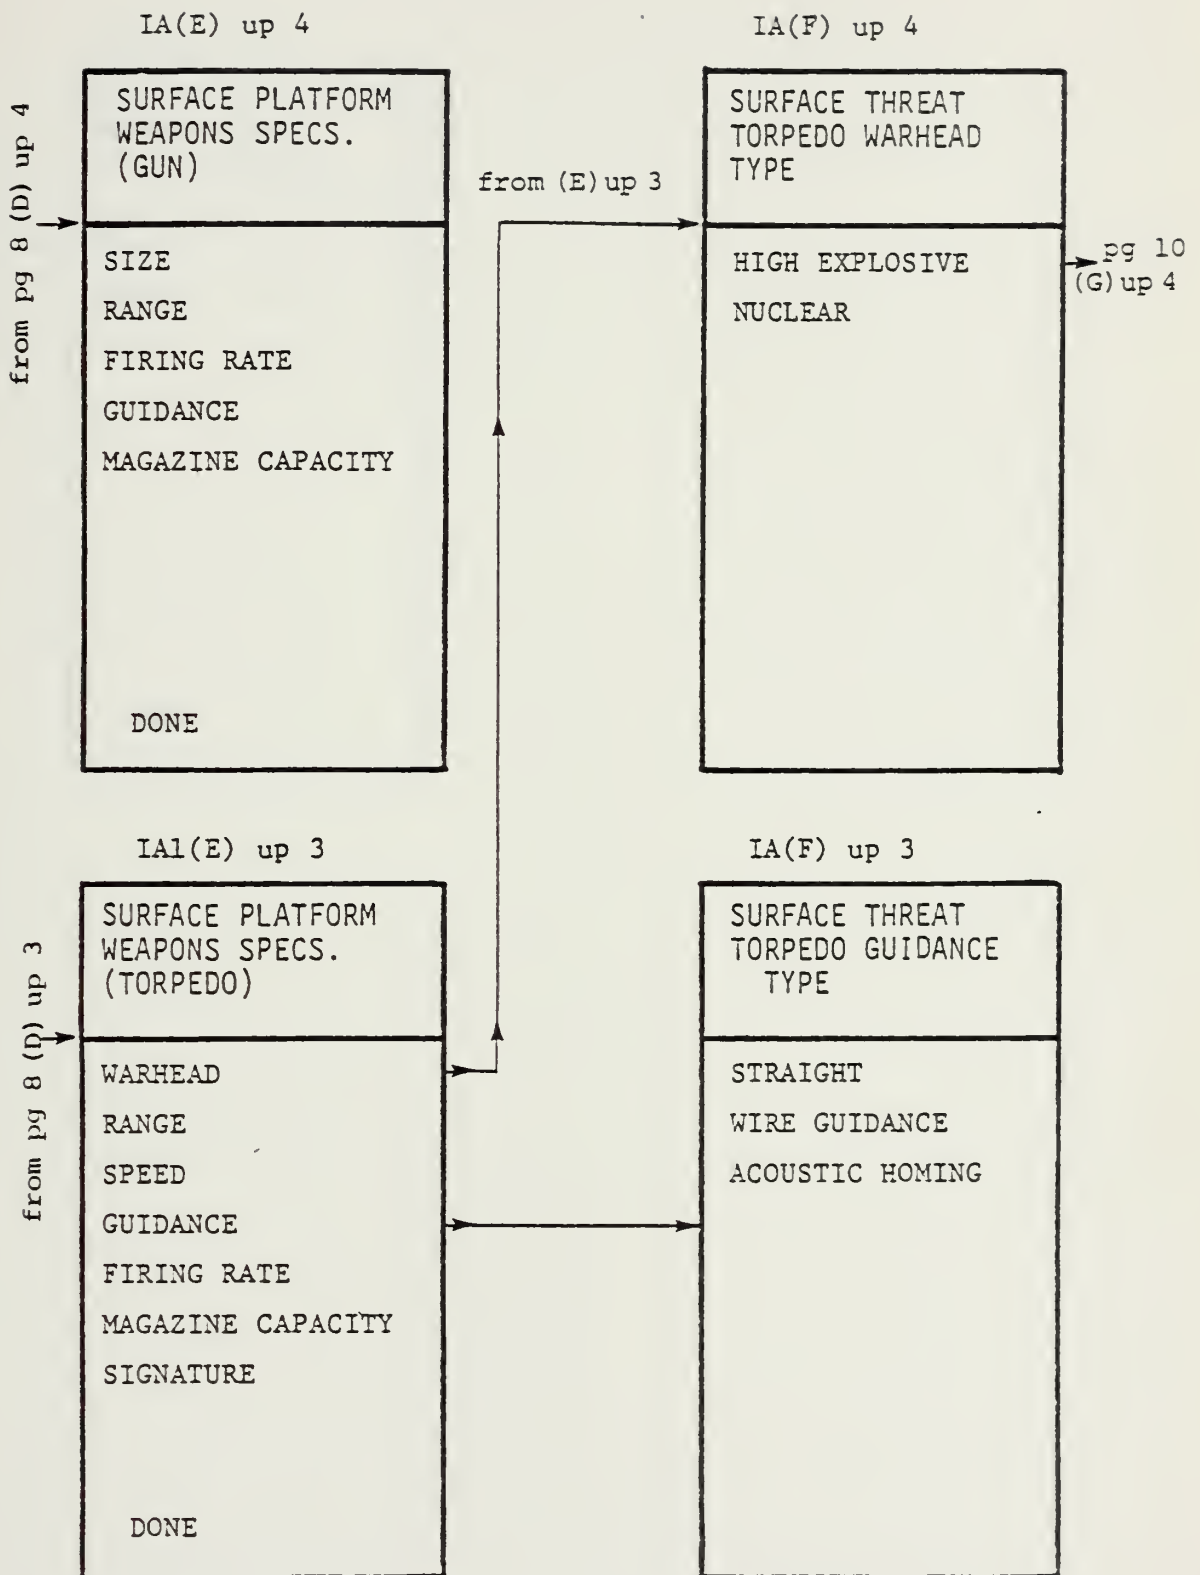 IA(E) up 4
from pg 8 (D) up 4
SURFACE PLATFORM
WEAPONS SPECS.
(GUN)
SIZE
RANGE
FIRING RATE
GUIDANCE
MAGAZINE CAPACITY
DONE
IA(F) up 4
from (E) up 3
SURFACE THREAT
TORPEDO WARHEAD
TYPE
HIGH EXPLOSIVE
NUCLEAR
pg 10
(G) up 4
IA1(E) up 3
from pg 8 (D) up 3
SURFACE PLATFORM
WEAPONS SPECS.
(TORPEDO)
WARHEAD
RANGE
SPEED
GUIDANCE
FIRING RATE
MAGAZINE CAPACITY
SIGNATURE
DONE
IA(F) up 3
SURFACE THREAT
TORPEDO GUIDANCE
TYPE
STRAIGHT
WIRE GUIDANCE
ACOUSTIC HOMING